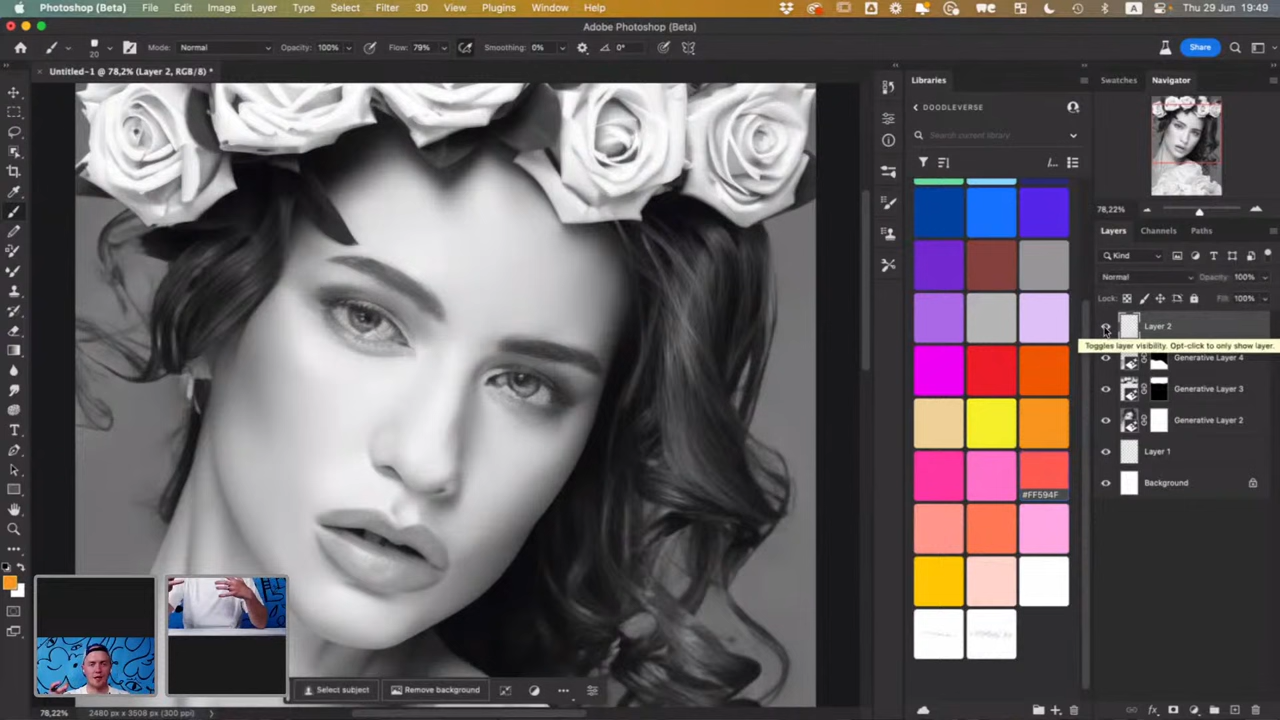 Photoshop (Beta) File Edit Image Layer Type Select Filter 3D View Plugins Window Help A Thu 29 Jun 19:49
Adobe Photoshop (Beta)
20 Mode: Normal Opacity: 100% Flow: 79% Smoothing: 0% 0° Share
Untitled-1 @ 78,2% (Layer 2, RGB/8) *
Libraries
DOODLEVERSE
Search current library
#FF594F
Swatches Navigator
78,22%
Layers Channels Paths
Kind
Normal Opacity: 100%
Lock: Fill: 100%
Layer 2
Toggles layer visibility. Opt-click to only show layer.
Generative Layer 4
Generative Layer 3
Generative Layer 2
Layer 1
Background
Select subject Remove background
78,22% 2480 px x 3508 px (300 ppi)